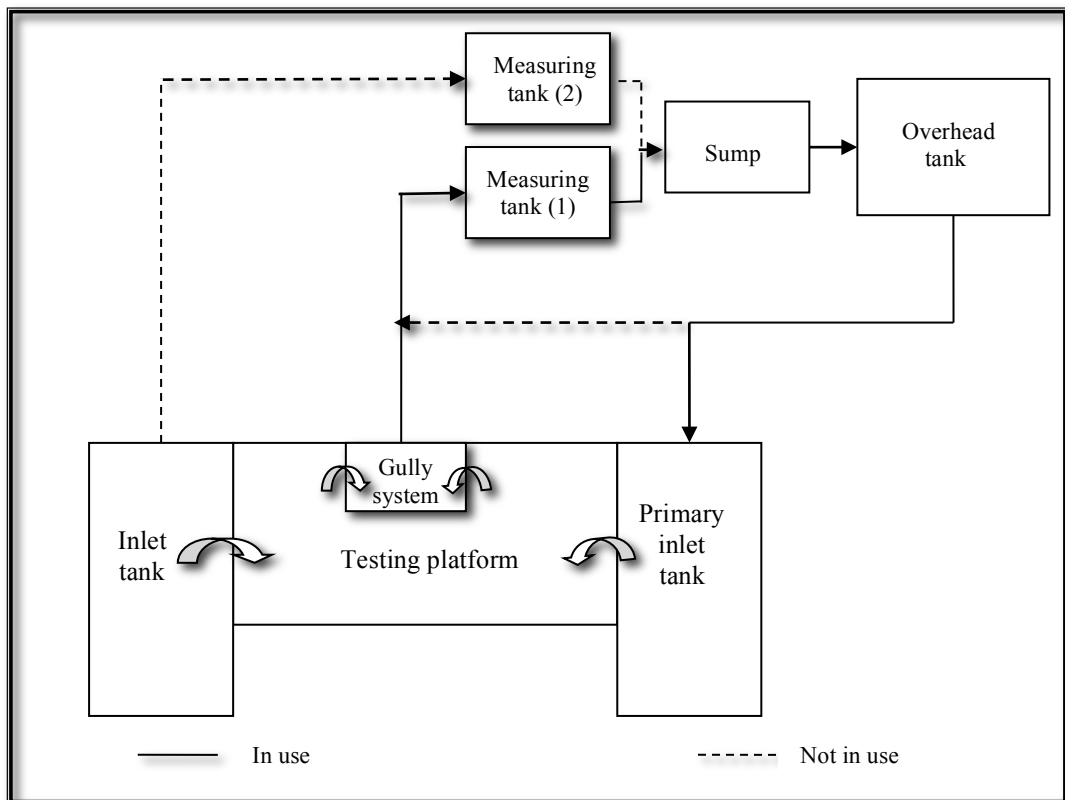 Measuring
tank (2)
Measuring
tank (1)
Sump
Overhead
tank
Gully
system
Inlet
tank
Testing platform
Primary
inlet
tank
In use
Not in use